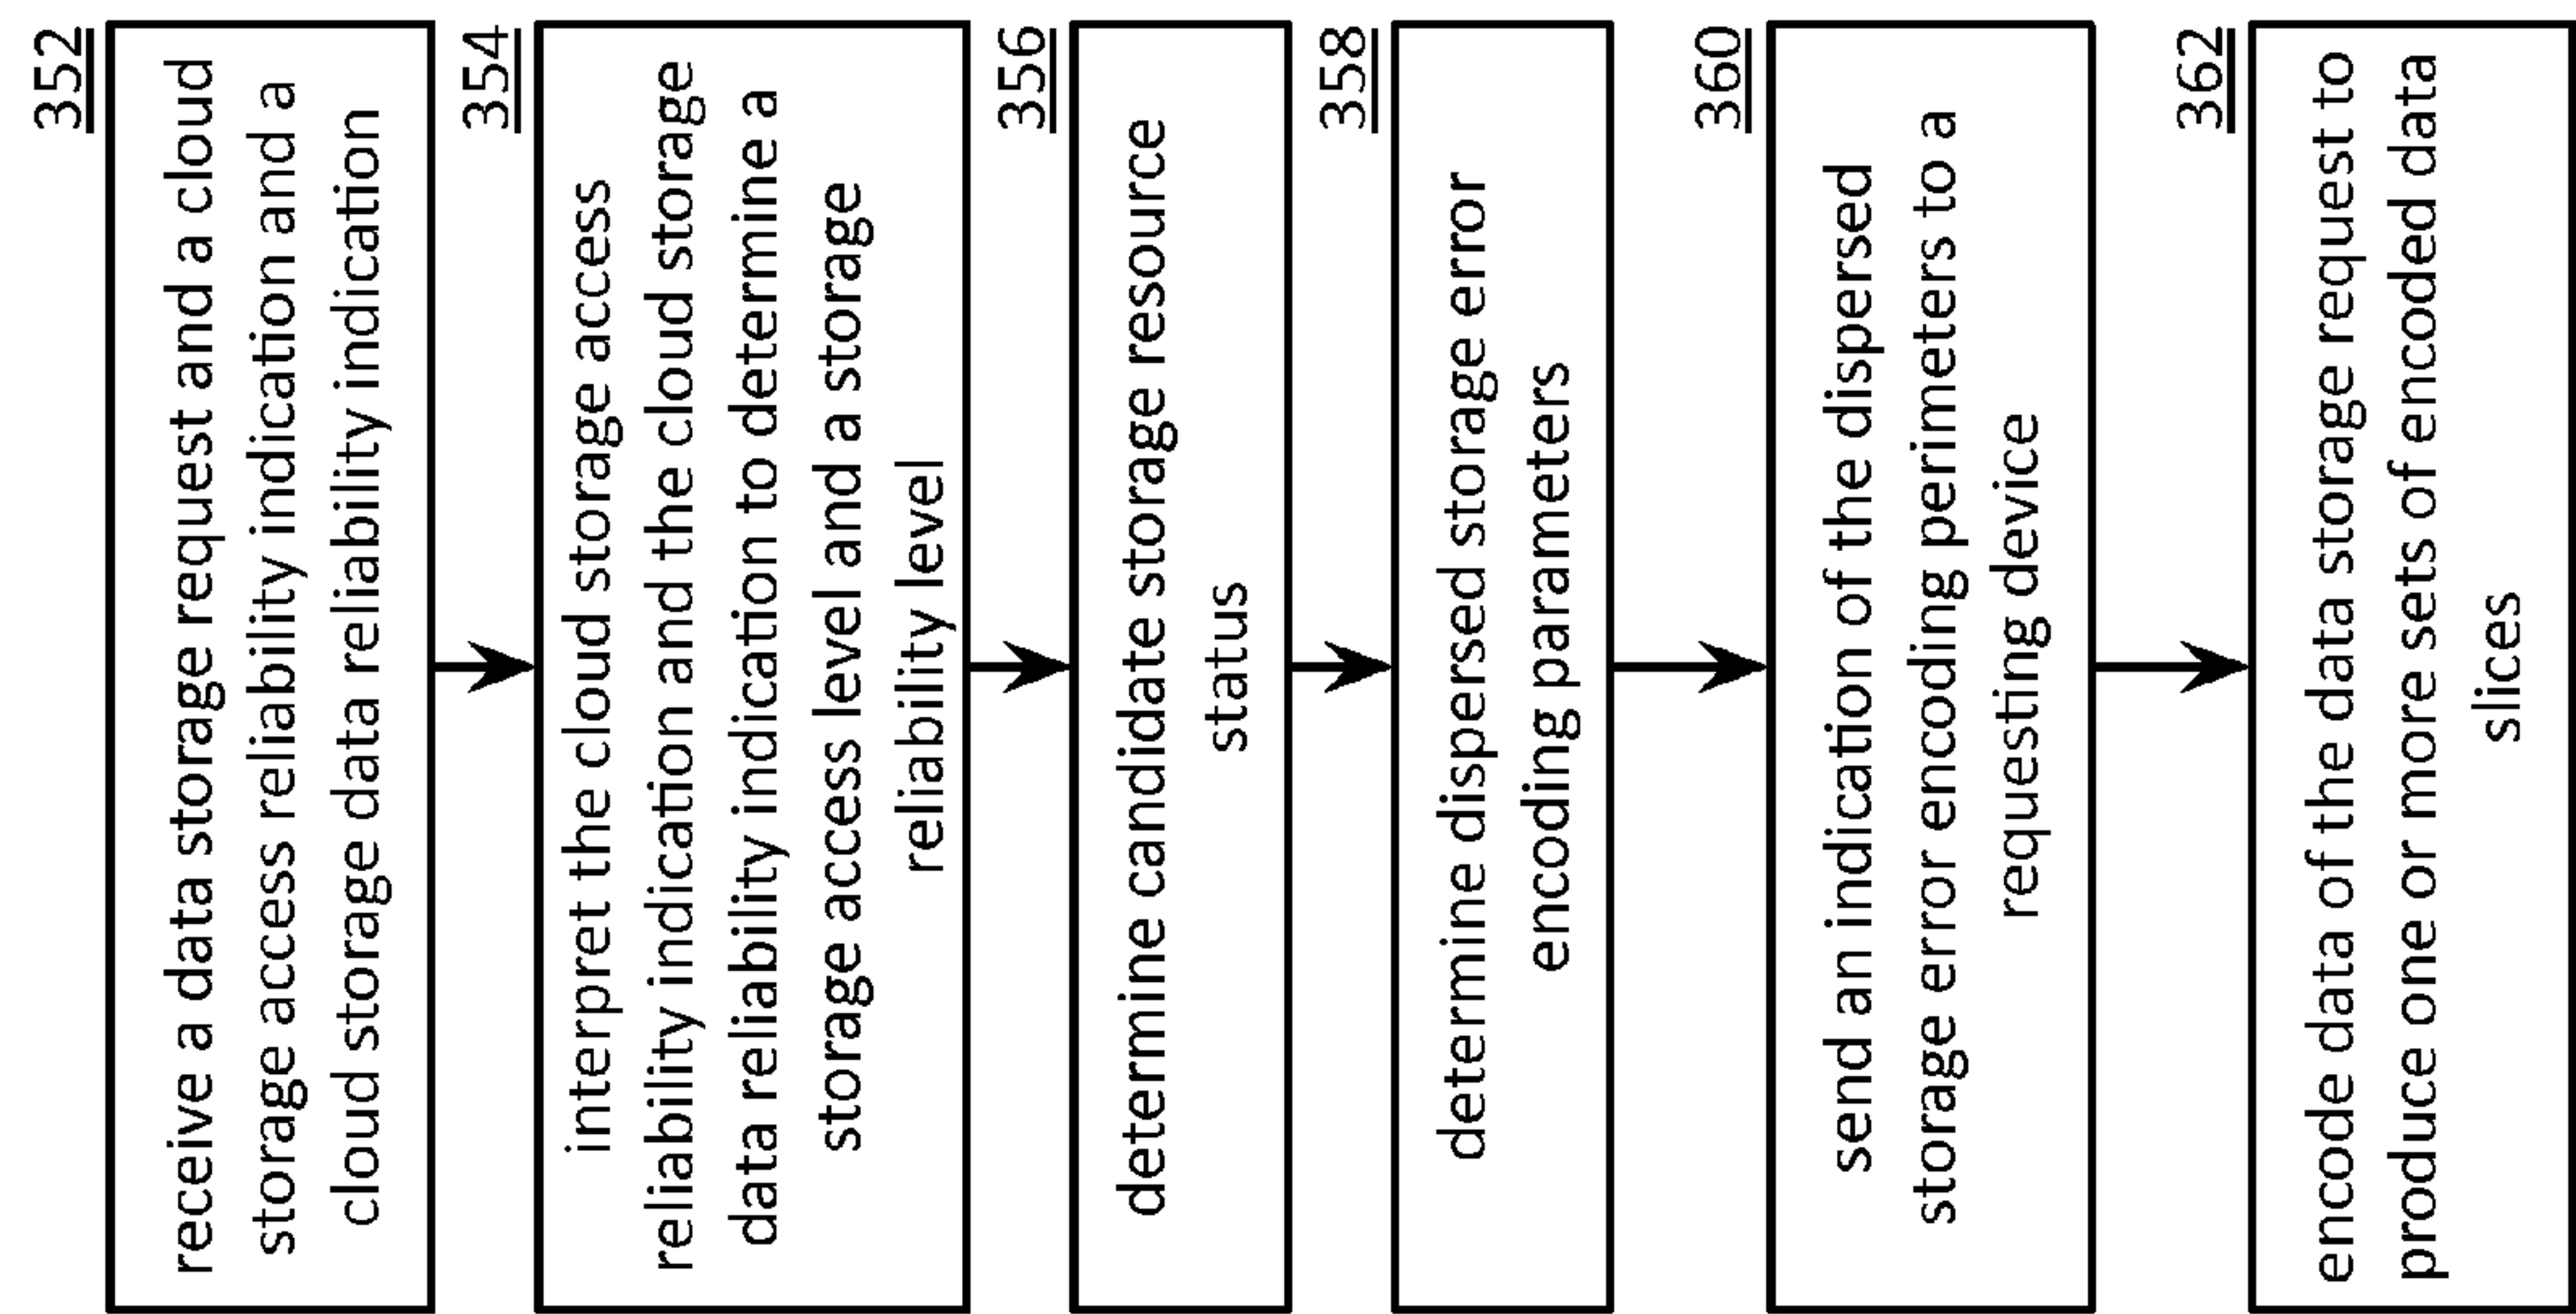 352
receive a data storage request and a cloud
storage access reliability indication and a
cloud storage data reliability indication
354
interpret the cloud storage access
reliability indication and the cloud storage
data reliability indication to determine a
storage access level and a storage
reliability level
356
determine candidate storage resource
status
358
determine dispersed storage error
encoding parameters
360
send an indication of the dispersed
storage error encoding perimeters to a
requesting device
362
encode data of the data storage request to
produce one or more sets of encoded data
slices